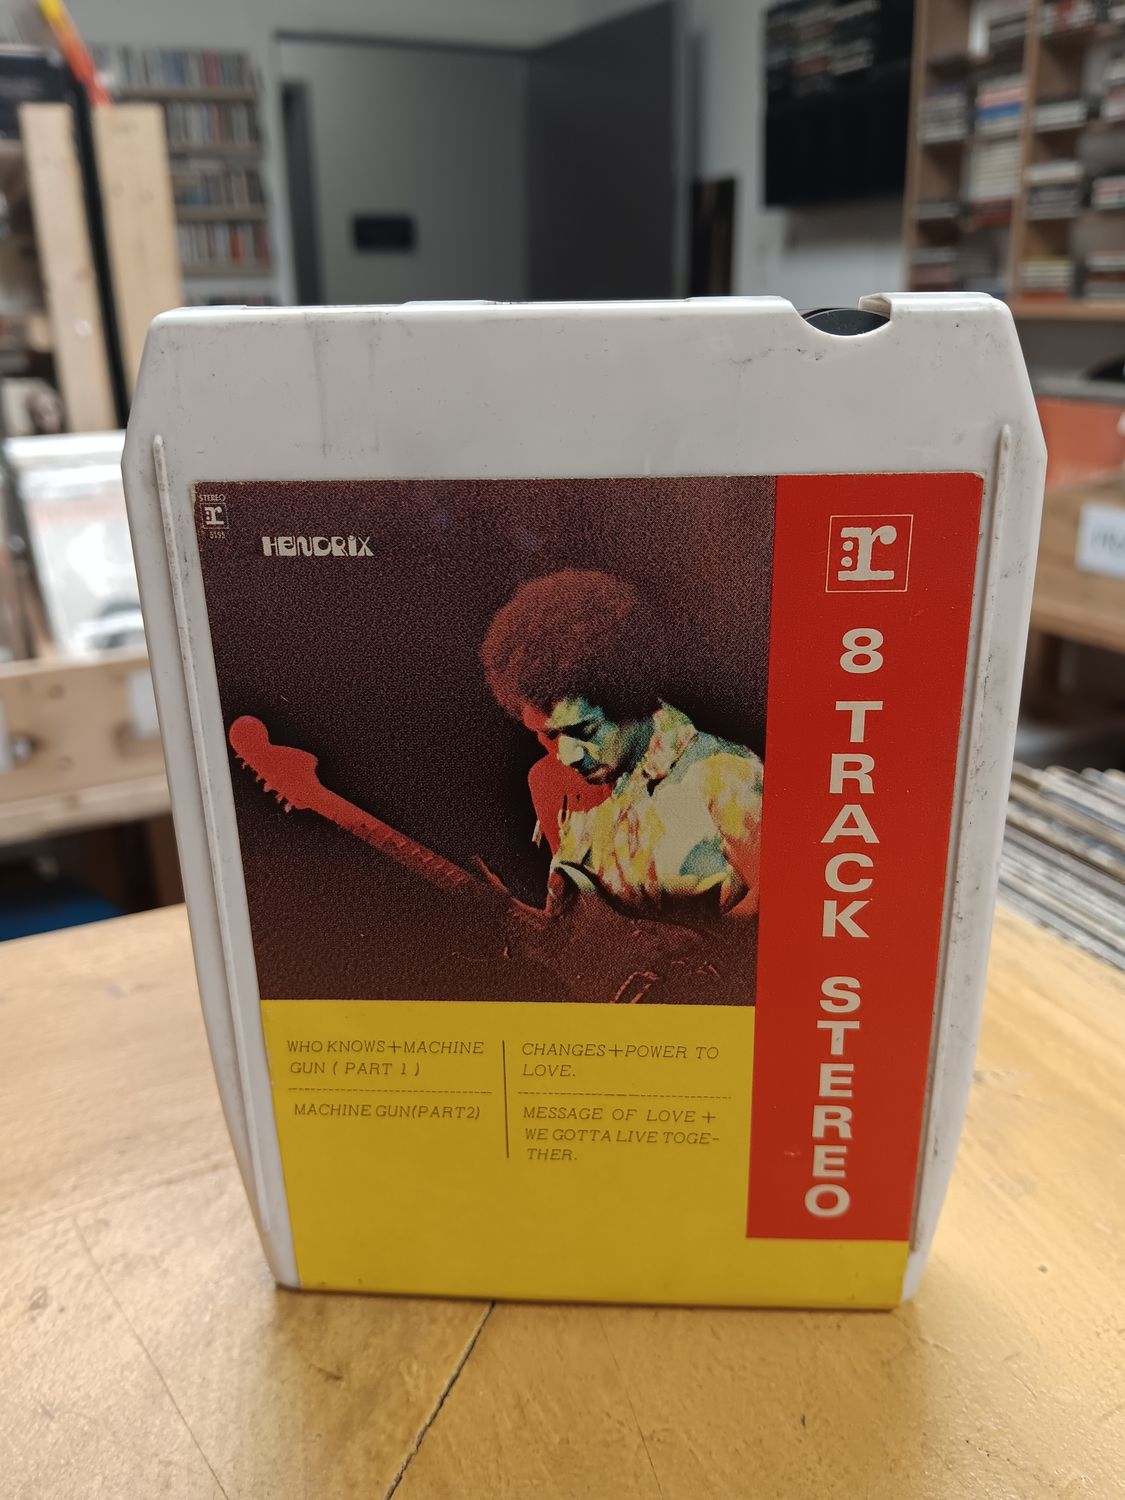 STEREO
r
HENDRIX
r
8 TRACK STEREO
WHO KNOWS+MACHINE
GUN ( PART 1 )
MACHINE GUN(PART2)
CHANGES+POWER TO
LOVE.
MESSAGE OF LOVE +
WE GOTTA LIVE TOGE-
THER.